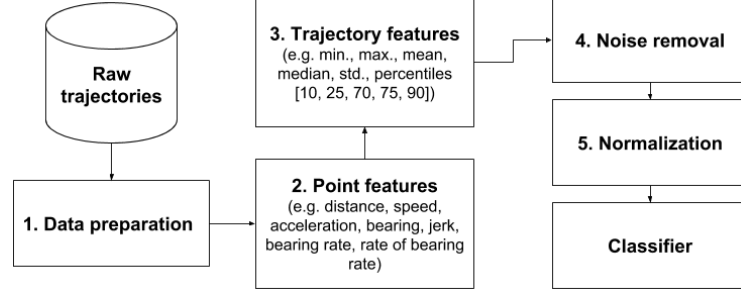 Raw
trajectories
1. Data preparation
2. Point features
(e.g. distance, speed,
acceleration, bearing, jerk,
bearing rate, rate of bearing
rate)
3. Trajectory features
(e.g. min., max., mean,
median, std., percentiles
[10, 25, 70, 75, 90])
4. Noise removal
5. Normalization
Classifier